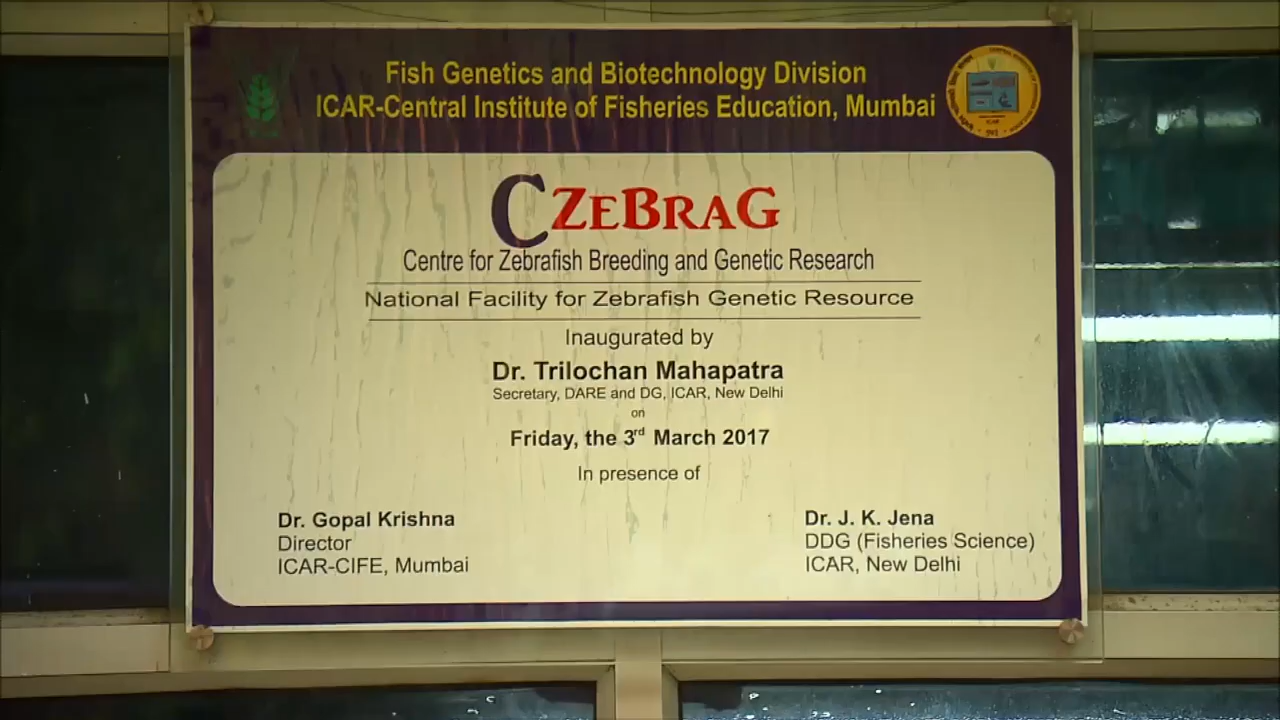 Fish Genetics and Biotechnology Division
ICAR-Central Institute of Fisheries Education, Mumbai
CZEBRAG
Centre for Zebrafish Breeding and Genetic Research
National Facility for Zebrafish Genetic Resource
Inaugurated by
Dr. Trilochan Mahapatra
Secretary, DARE and DG, ICAR, New Delhi
on
Friday, the 3rd March 2017
In presence of
Dr. Gopal Krishna
Director
ICAR-CIFE, Mumbai
Dr. J. K. Jena
DDG (Fisheries Science)
ICAR, New Delhi